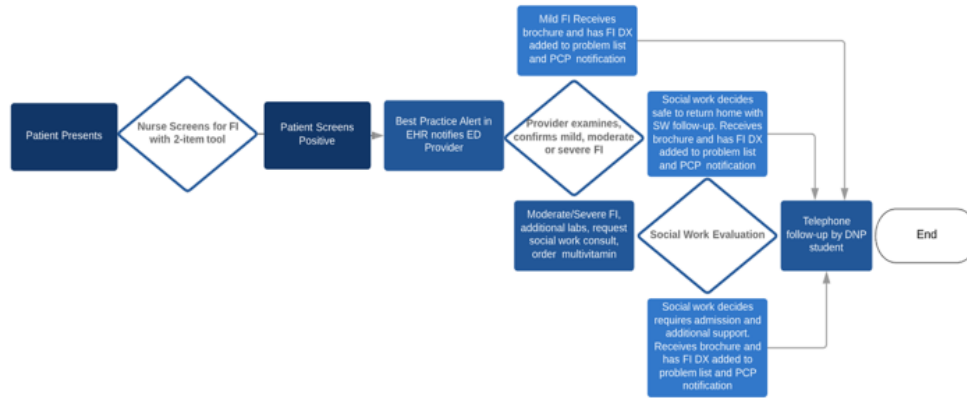 Mild FI Receives
brochure and has FI DX
added to problem list
and PCP notification
Patient Presents
Nurse Screens for FI
with 2-item tool
Patient Screens
Positive
Best Practice Alert in
EHR notifies ED
Provider
Provider examines,
confirms mild, moderate
or severe FI
Social work decides
safe to return home with
SW follow-up. Receives
brochure and has FI DX
added to problem list
and PCP notification
Moderate/Severe FI,
additional labs, request
social work consult,
order multivitamin
Social Work Evaluation
Telephone
follow-up by DNP
student
End
Social work decides
requires admission and
additional support.
Receives brochure and
has FI DX added to
problem list and PCP
notification